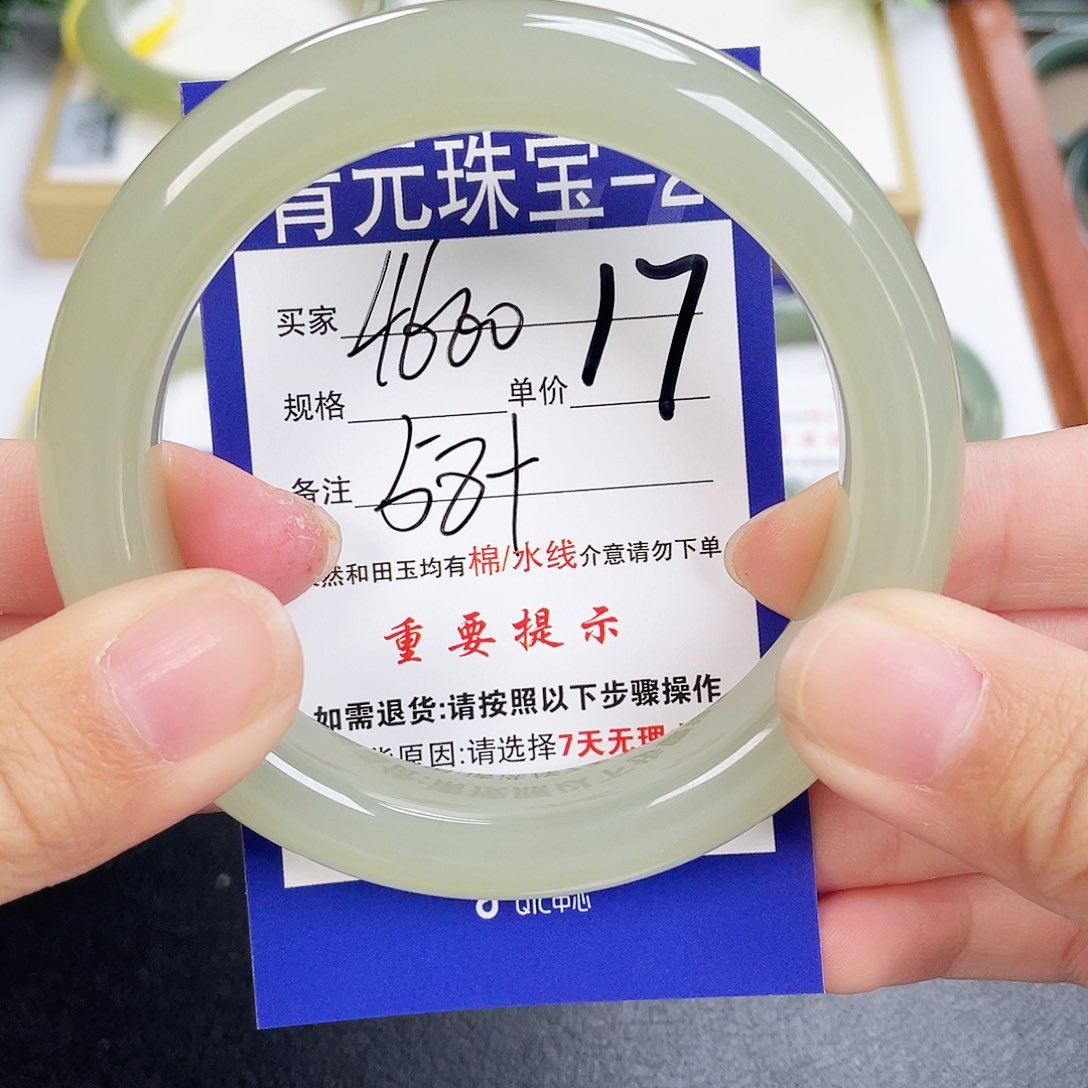 青元珠宝-2
买家 4680 17
规格 单价
备注 58+
然和田玉均有棉/水线介意请勿下单
重要提示
如需退货:请按照以下步骤操作
货原因:请选择7天无理
QIC中心